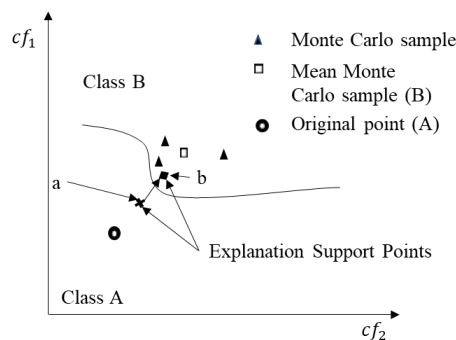 cf₁
Monte Carlo sample
Mean Monte
Carlo sample (B)
Original point (A)
Class B
a
b
Explanation Support Points
Class A
cf₂